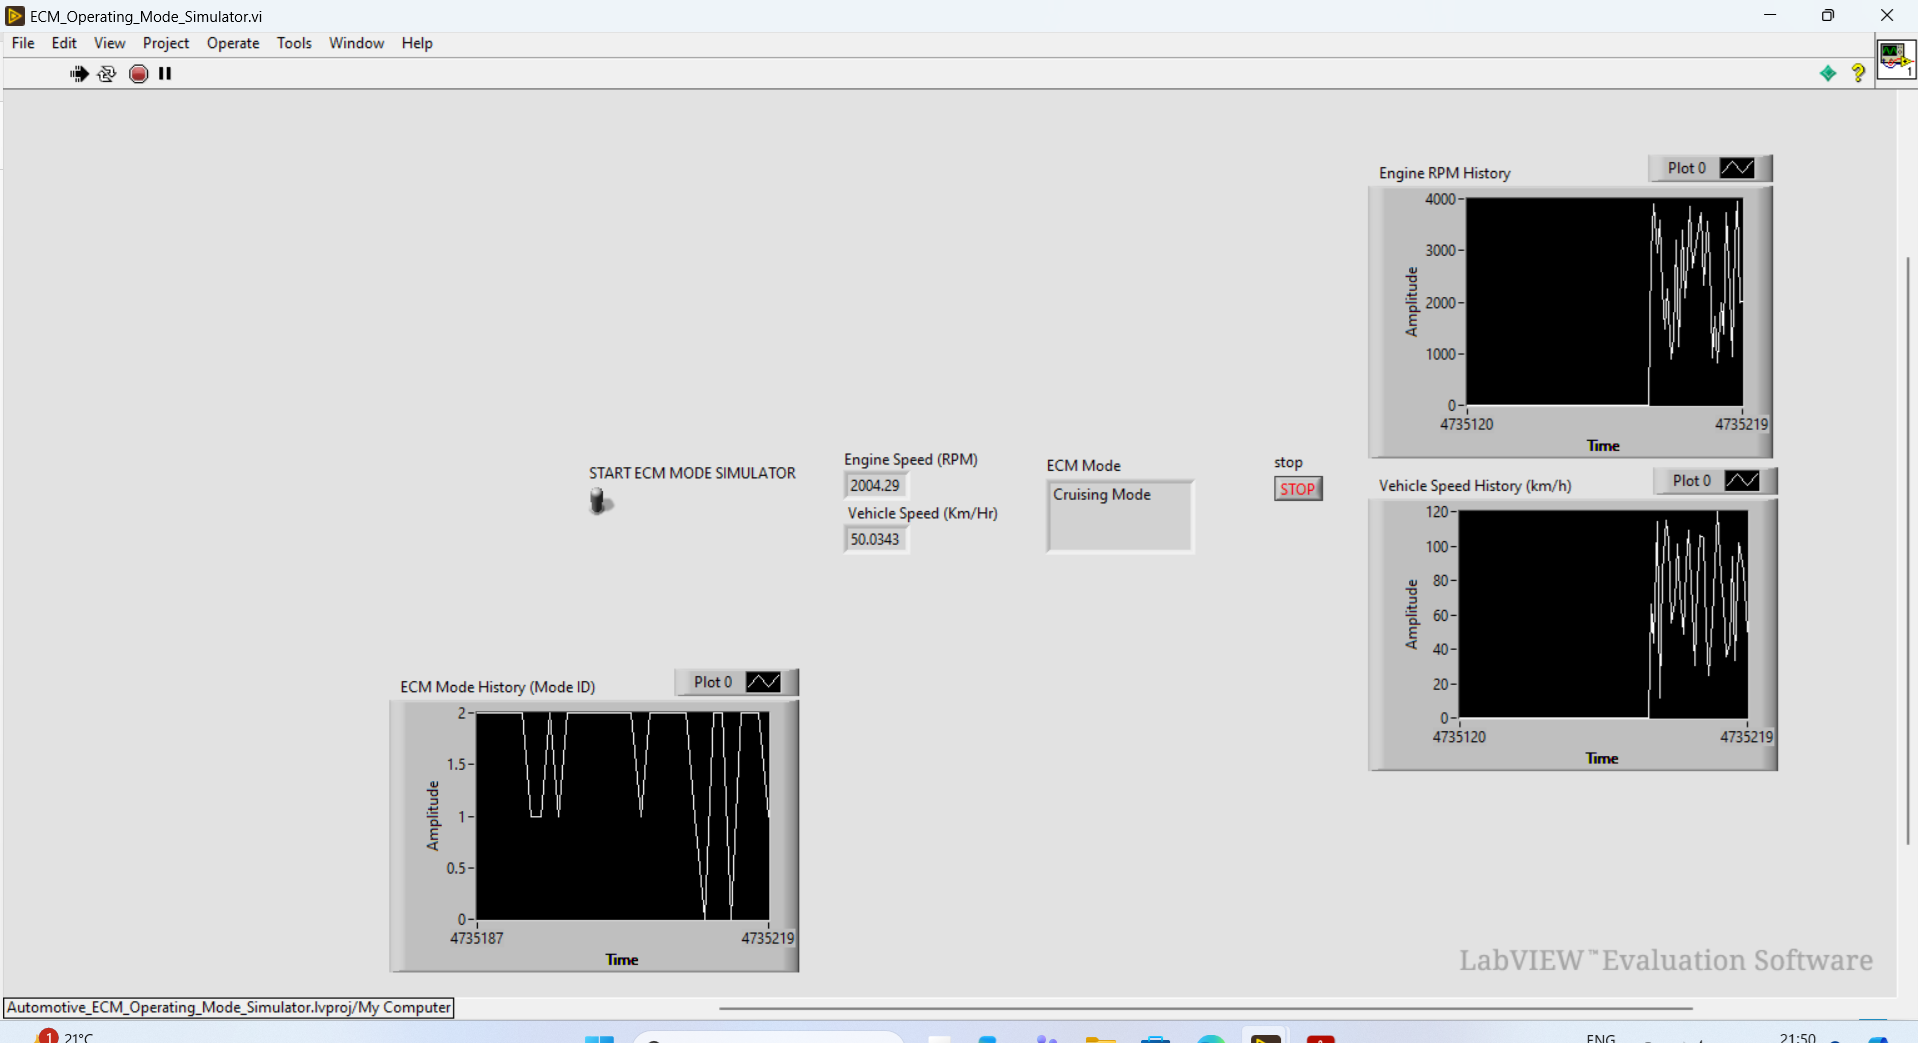 ECM_Operating_Mode_Simulator.vi
File Edit View Project Operate Tools Window Help
1
Engine RPM History
Plot 0
4000
3000
2000
1000
0
Amplitude
4735120
4735219
Time
START ECM MODE SIMULATOR
Engine Speed (RPM)
2004.29
Vehicle Speed (Km/Hr)
50.0343
ECM Mode
Cruising Mode
stop
STOP
Vehicle Speed History (km/h)
Plot 0
120
100
80
60
40
20
0
Amplitude
4735120
4735219
Time
ECM Mode History (Mode ID)
Plot 0
2
1.5
1
0.5
0
Amplitude
4735187
4735219
Time
LabVIEW™ Evaluation Software
Automotive_ECM_Operating_Mode_Simulator.lvproj/My Computer
1
21°C
ENG
21:50